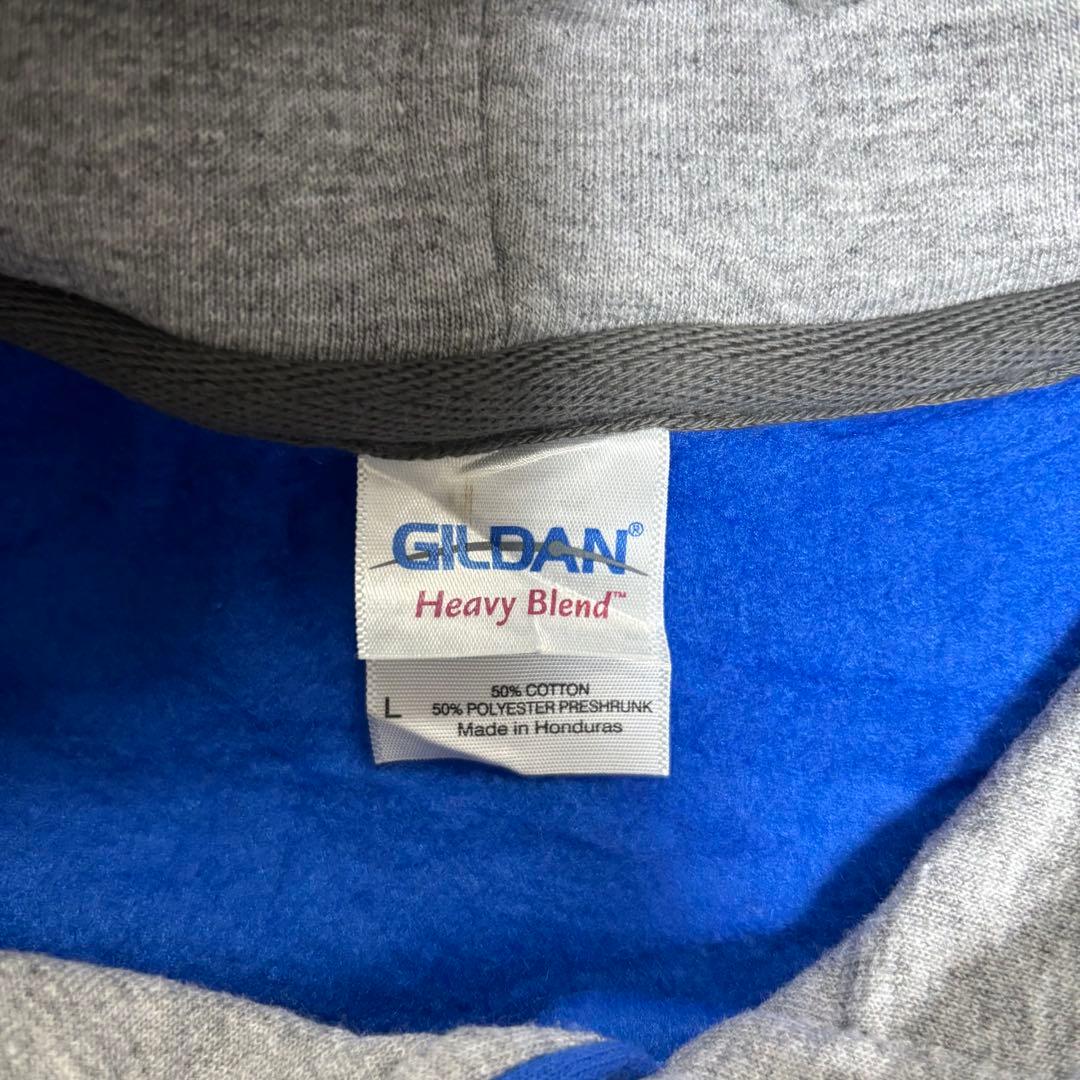 GILDAN®
Heavy Blend™
50% COTTON
L 50% POLYESTER PRESHRUNK
Made in Honduras